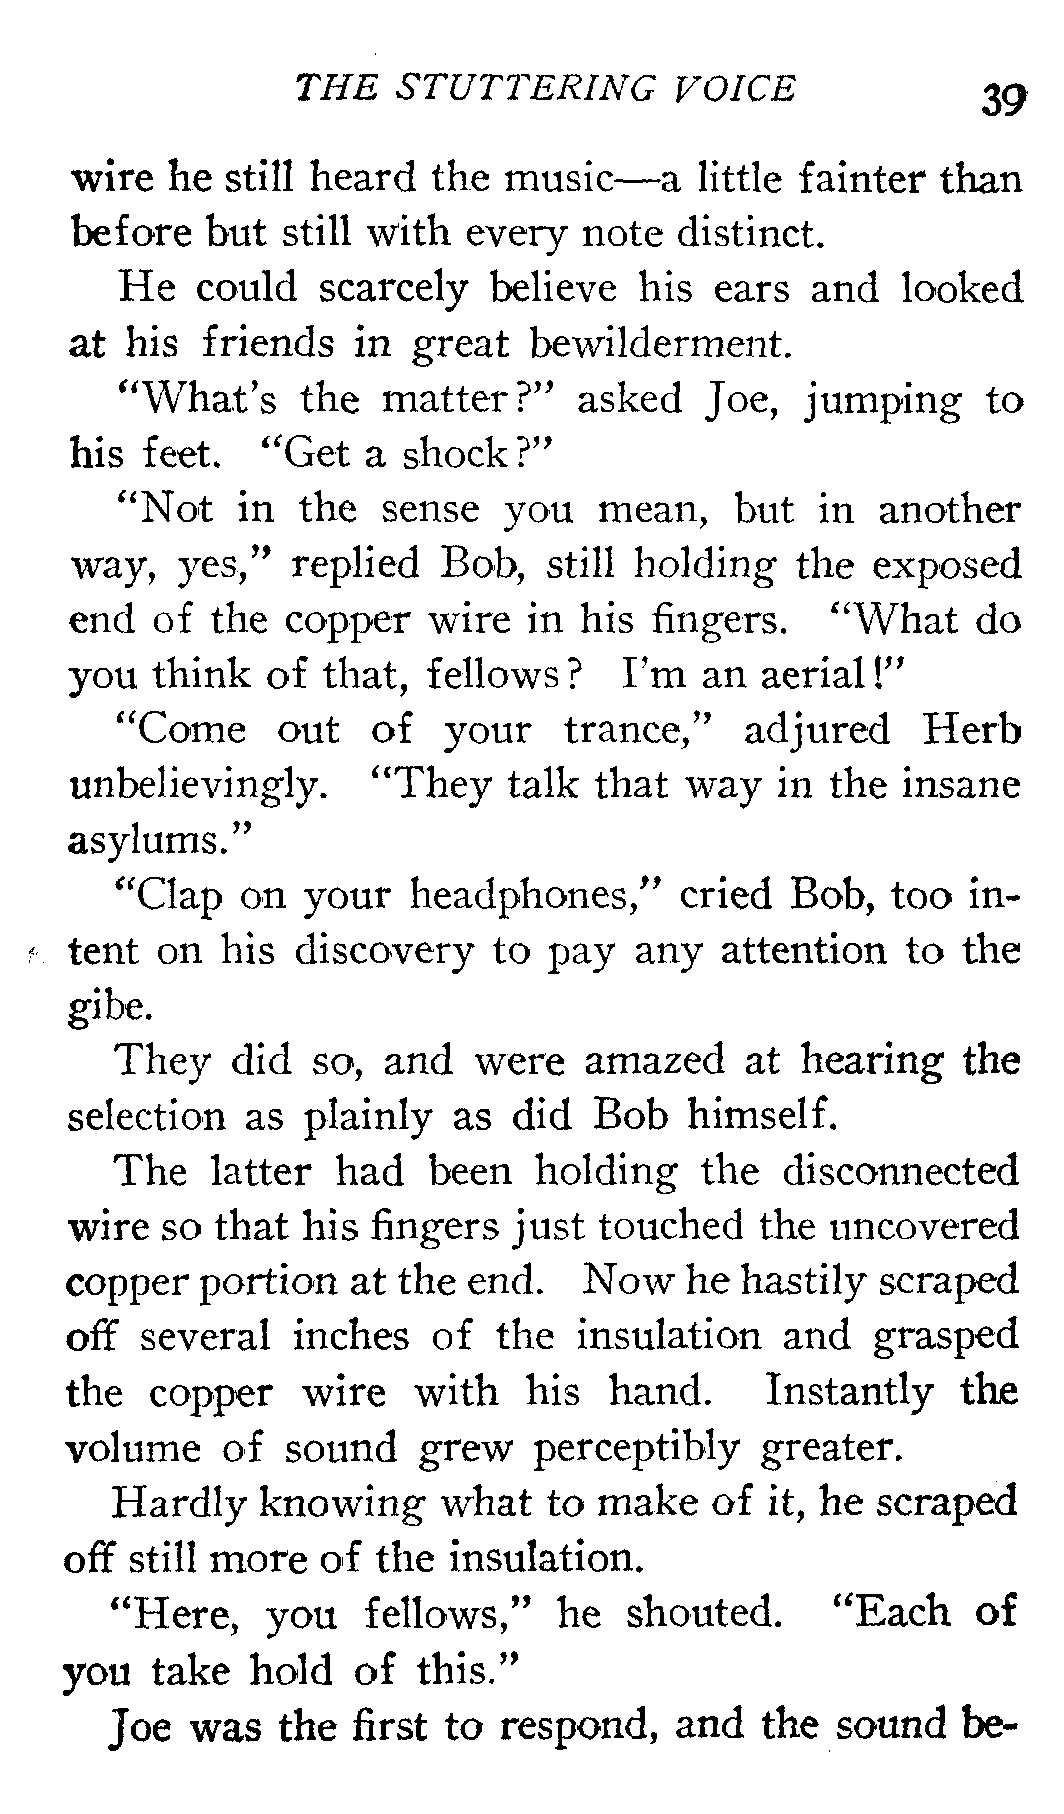 THE STUTTERING VOICE 39
wire he still heard the music—a little fainter than
before but still with every note distinct.
He could scarcely believe his ears and looked
at his friends in great bewilderment.
“What's the matter?” asked Joe, jumping to
his feet. “Get a shock?”
“Not in the sense you mean, but in another
way, yes,” replied Bob, still holding the exposed
end of the copper wire in his fingers. “What do
you think of that, fellows? I'm an aerial!”
“Come out of your trance,” adjured Herb
unbelievingly. “They talk that way in the insane
asylums.”
“Clap on your headphones,” cried Bob, too in-
tent on his discovery to pay any attention to the
gibe.
They did so, and were amazed at hearing the
selection as plainly as did Bob himself.
The latter had been holding the disconnected
wire so that his fingers just touched the uncovered
copper portion at the end. Now he hastily scraped
off several inches of the insulation and grasped
the copper wire with his hand. Instantly the
volume of sound grew perceptibly greater.
Hardly knowing what to make of it, he scraped
off still more of the insulation.
“Here, you fellows,” he shouted. “Each of
you take hold of this.”
Joe was the first to respond, and the sound be-